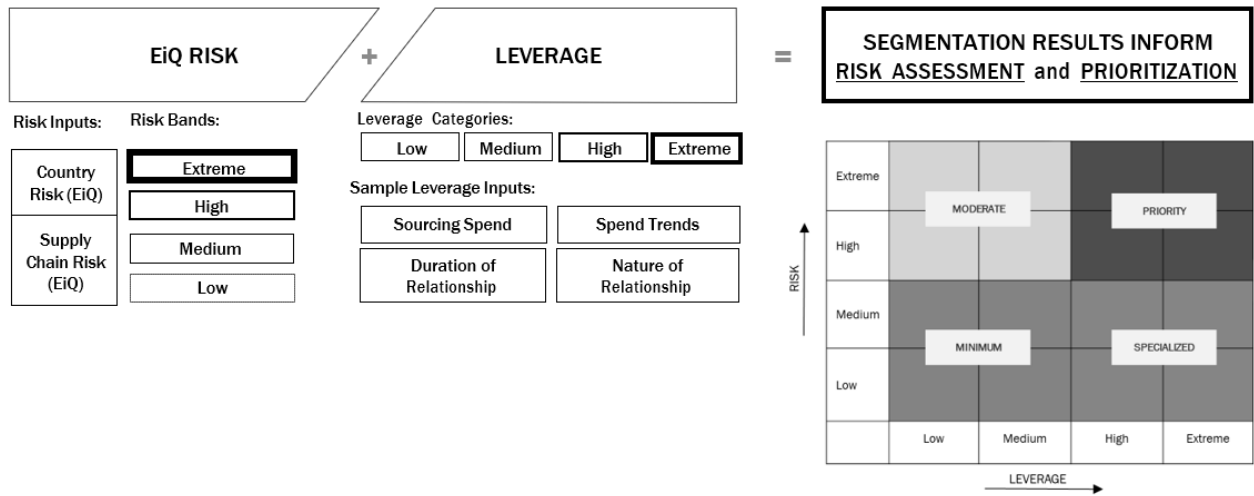 EiQ RISK
+
LEVERAGE
=
SEGMENTATION RESULTS INFORM
RISK ASSESSMENT and PRIORITIZATION
Risk Inputs:
Risk Bands:
Country
Risk (EiQ)
Supply
Chain Risk
(EiQ)
Extreme
High
Medium
Low
Leverage Categories:
Low
Medium
High
Extreme
Sample Leverage Inputs:
Sourcing Spend
Spend Trends
Duration of
Relationship
Nature of
Relationship
RISK
Extreme
High
Medium
Low
MODERATE
PRIORITY
MINIMUM
SPECIALIZED
Low
Medium
High
Extreme
LEVERAGE